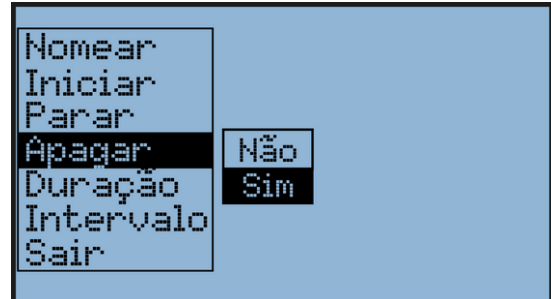 Nomear
Iniciar
Parar
Apagar
Não
Sim
Duração
Intervalo
Sair